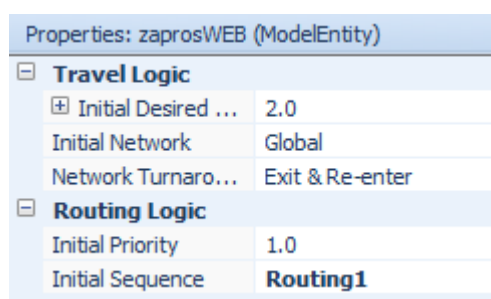 Properties: zaprosWEB (ModelEntity)
Travel Logic
Initial Desired ... 2.0
Initial Network Global
Network Turnaro... Exit & Re-enter
Routing Logic
Initial Priority 1.0
Initial Sequence Routing1